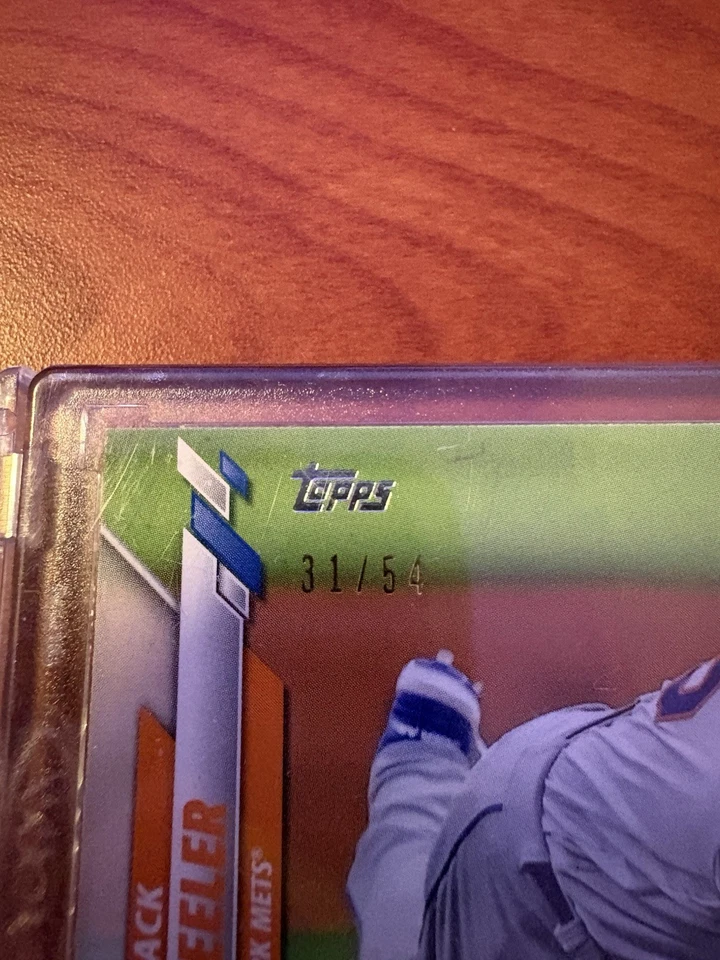 Topps
31/54
ACK
EELER
K METS®